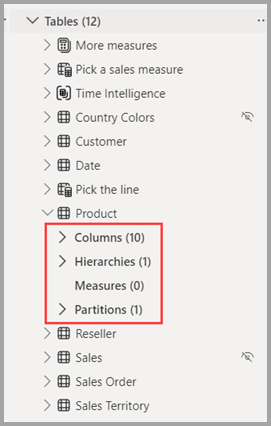 Tables (12)
More measures
Pick a sales measure
Time Intelligence
Country Colors
Customer
Date
Pick the line
Product
Columns (10)
Hierarchies (1)
Measures (0)
Partitions (1)
Reseller
Sales
Sales Order
Sales Territory